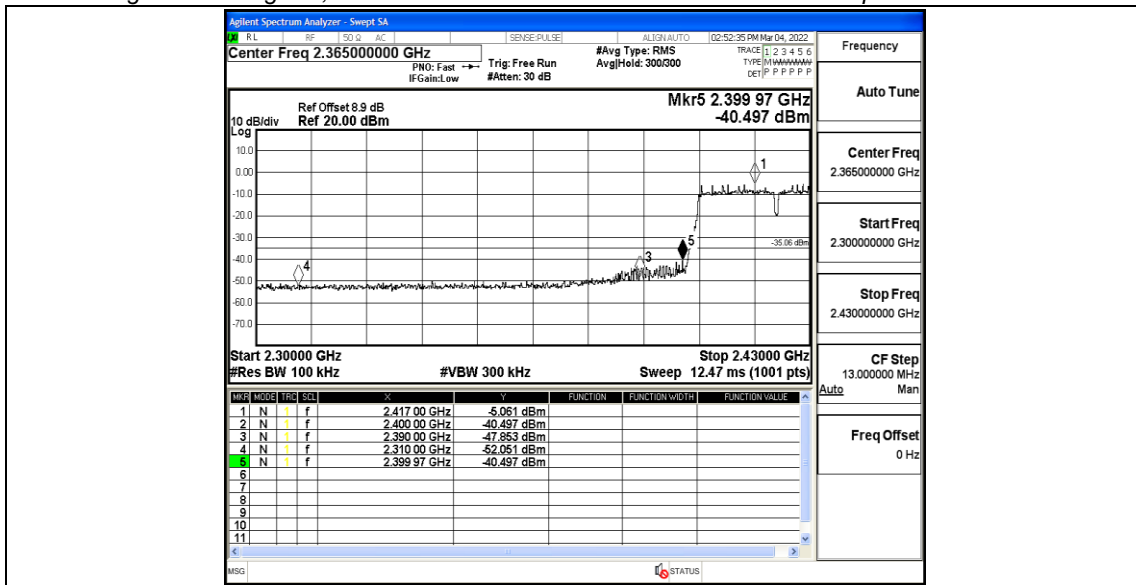 Agilent Spectrum Analyzer - Swept SA
RL RF 50 Ω AC SENSE:PULSE ALIGNAUTO 02:52:35 PM Mar 04, 2022
Center Freq 2.365000000 GHz
PNO: Fast
IFGain:Low
Trig: Free Run
#Atten: 30 dB
#Avg Type: RMS
Avg|Hold: 300/300
TRACE 1 2 3 4 5 6
TYPE M
DET P P P P P P
Frequency
Auto Tune
Center Freq
2.365000000 GHz
Start Freq
2.300000000 GHz
Stop Freq
2.430000000 GHz
CF Step
13.000000 MHz
Auto Man
Freq Offset
0 Hz
Mkr5 2.399 97 GHz
-40.497 dBm
Ref Offset 8.9 dB
10 dB/div Ref 20.00 dBm
Log
10.0
0.00
-10.0
-20.0
-30.0
-40.0
-50.0
-60.0
-70.0
1
5
3
4
-35.06 dBm
Start 2.30000 GHz Stop 2.43000 GHz
#Res BW 100 kHz #VBW 300 kHz Sweep 12.47 ms (1001 pts)
MKR MODE TRC SCL X Y FUNCTION FUNCTION WIDTH FUNCTION VALUE
1 N 1 f 2.417 00 GHz -5.061 dBm
2 N 1 f 2.400 00 GHz -40.497 dBm
3 N 1 f 2.390 00 GHz -47.853 dBm
4 N 1 f 2.310 00 GHz -52.051 dBm
5 N 1 f 2.399 97 GHz -40.497 dBm
6
7
8
9
10
11
MSG STATUS